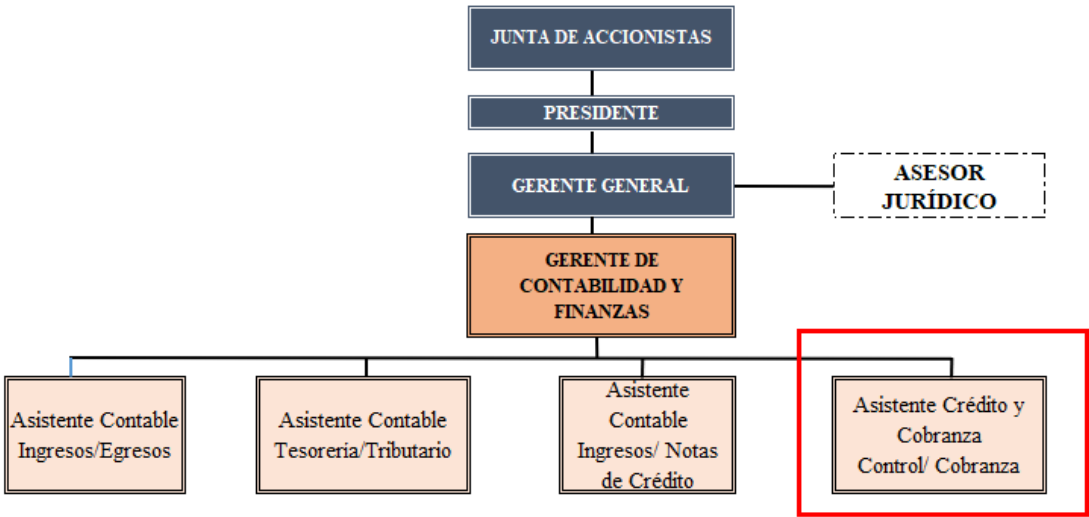 JUNTA DE ACCIONISTAS
PRESIDENTE
GERENTE GENERAL
ASESOR
JURÍDICO
GERENTE DE
CONTABILIDAD Y
FINANZAS
Asistente Contable
Ingresos/Egresos
Asistente Contable
Tesorería/Tributario
Asistente
Contable
Ingresos/ Notas
de Crédito
Asistente Crédito y
Cobranza
Control/ Cobranza